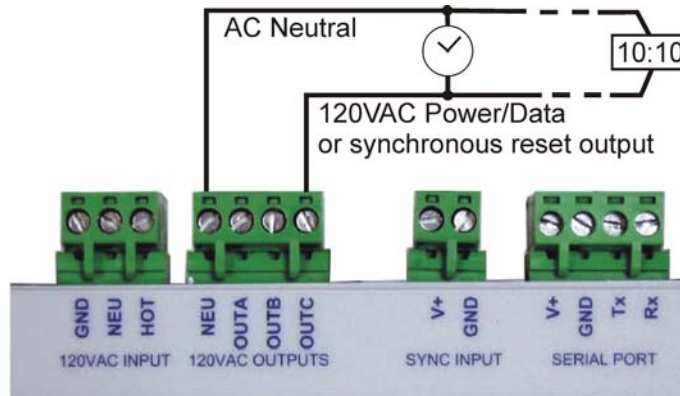 AC Neutral
10:10
120VAC Power/Data
or synchronous reset output
GND NEU HOT NEU OUTA OUTB OUTC V+ GND V+ GND Tx Rx
120VAC INPUT 120VAC OUTPUTS SYNC INPUT SERIAL PORT